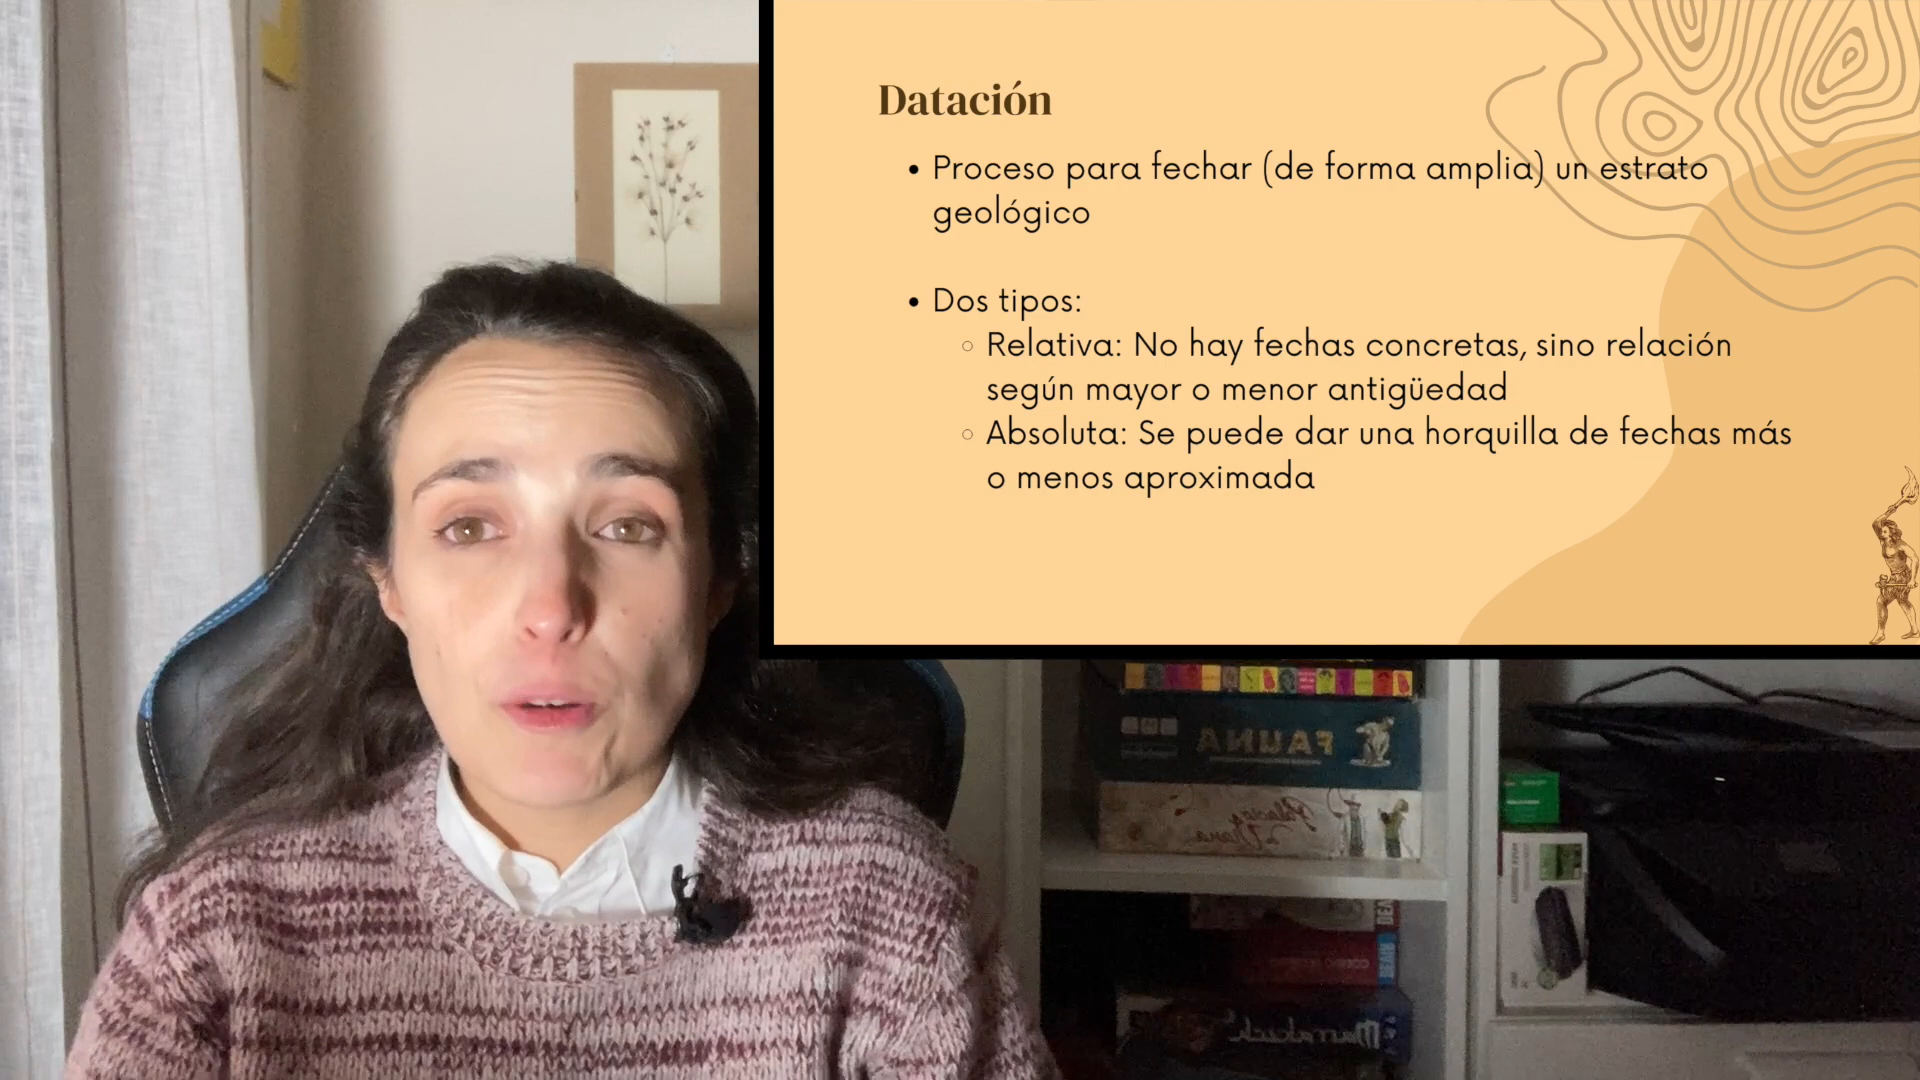 Datación
• Proceso para fechar (de forma amplia) un estrato
geológico
• Dos tipos:
○ Relativa: No hay fechas concretas, sino relación
según mayor o menor antigüedad
○ Absoluta: Se puede dar una horquilla de fechas más
o menos aproximada
FAUNA
Marrakech